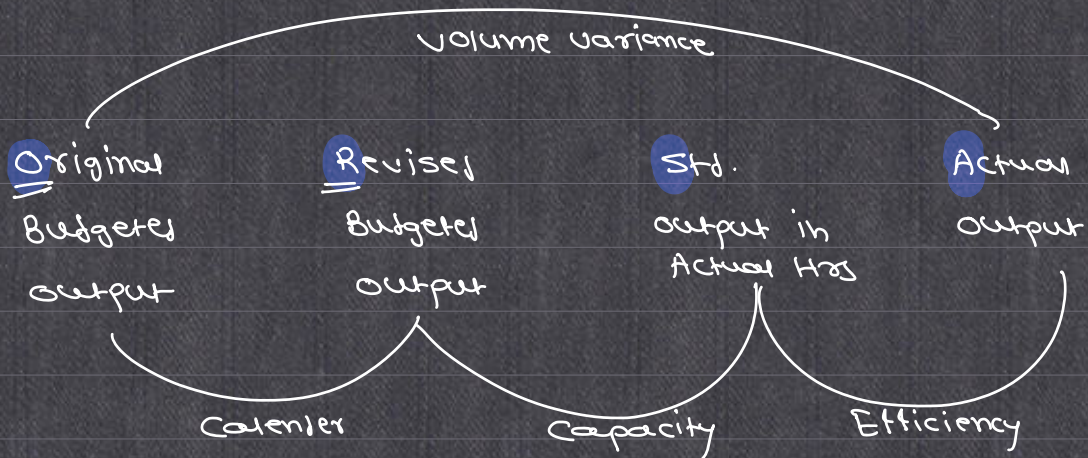 volume variance
Original Revised Std. Actual
Budgeted Budgeted output in output
output output Actual Hrs
Calender Capacity Efficiency